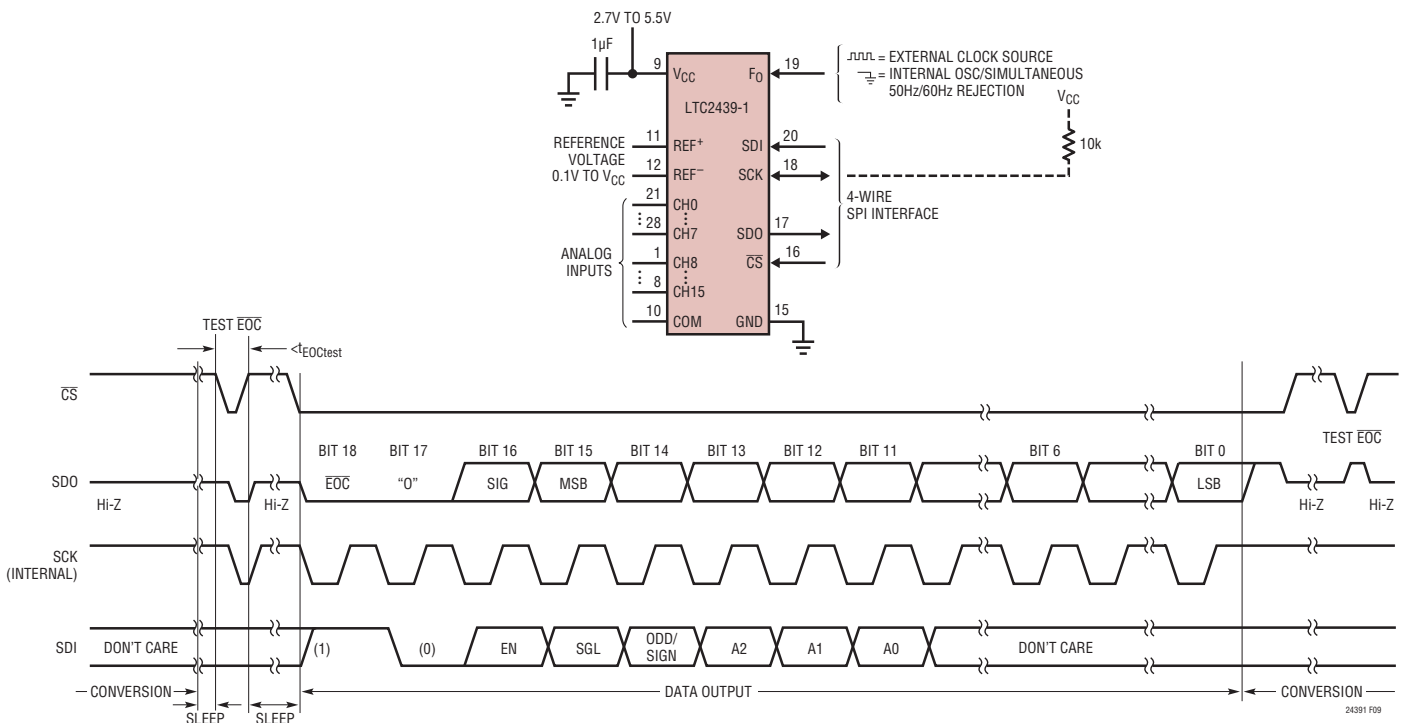 2.7V TO 5.5V
1µF
9
VCC
FO
19
= EXTERNAL CLOCK SOURCE
= INTERNAL OSC/SIMULTANEOUS
50Hz/60Hz REJECTION
LTC2439-1
VCC
10k
REFERENCE
VOLTAGE
0.1V TO VCC
11
REF+
12
REF–
SDI
20
SCK
18
4-WIRE
SPI INTERFACE
ANALOG
INPUTS
21
CH0
28
CH7
1
CH8
8
CH15
10
COM
SDO
17
CS
16
GND
15
TEST EOC
<tEOCtest
CS
BIT 18 BIT 17 BIT 16 BIT 15 BIT 14 BIT 13 BIT 12 BIT 11 BIT 6 BIT 0
TEST EOC
SDO
EOC "0" SIG MSB LSB
Hi-Z Hi-Z Hi-Z Hi-Z
SCK
(INTERNAL)
SDI
DON'T CARE (1) (0) EN SGL ODD/
SIGN A2 A1 A0 DON'T CARE
CONVERSION DATA OUTPUT CONVERSION
SLEEP SLEEP
24391 F09